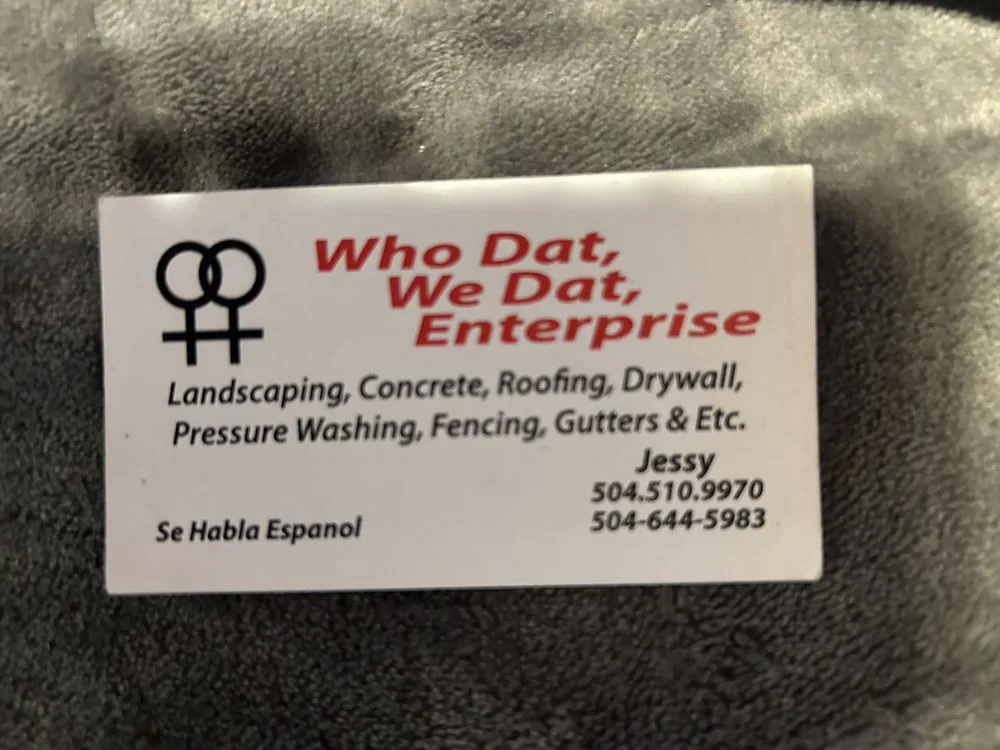 Who Dat,
We Dat,
Enterprise
Landscaping, Concrete, Roofing, Drywall,
Pressure Washing, Fencing, Gutters & Etc.
Jessy
504.510.9970
504-644-5983
Se Habla Espanol